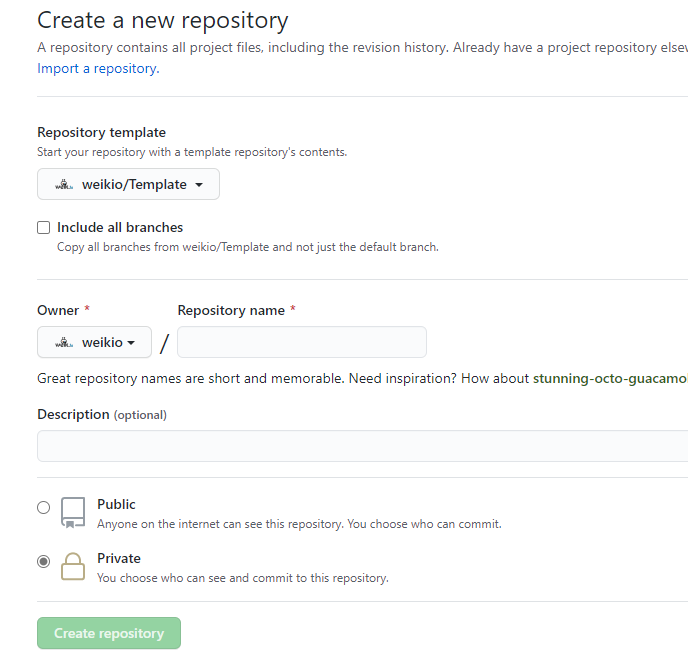 Create a new repository
A repository contains all project files, including the revision history. Already have a project repository
Import a repository.
Repository template
Start your repository with a template repository's contents.
weikio/Template
Include all branches
Copy all branches from weikio/Template and not just the default branch.
Owner * Repository name *
weikio /
Great repository names are short and memorable. Need inspiration? How about stunning-octo-guacamo
Description (optional)
Public
Anyone on the internet can see this repository. You choose who can commit.
Private
You choose who can see and commit to this repository.
Create repository